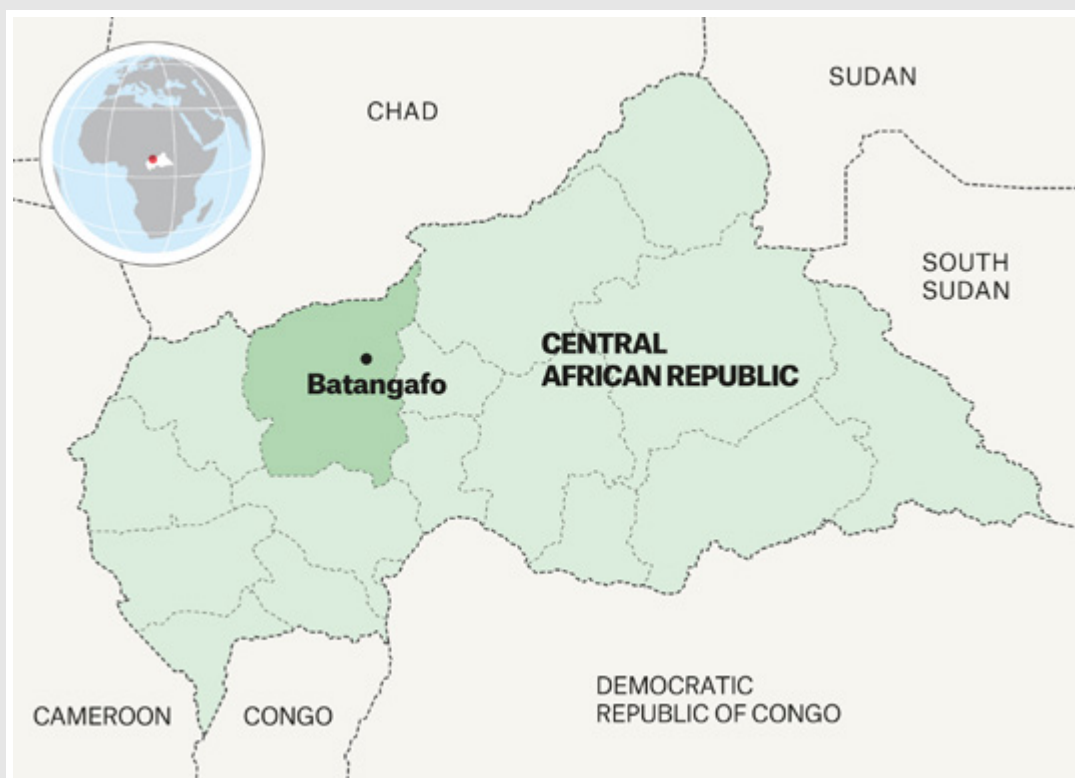 SUDAN
CHAD
SOUTH
SUDAN
CENTRAL
AFRICAN REPUBLIC
Batangafo
DEMOCRATIC
REPUBLIC OF CONGO
CAMEROON
CONGO